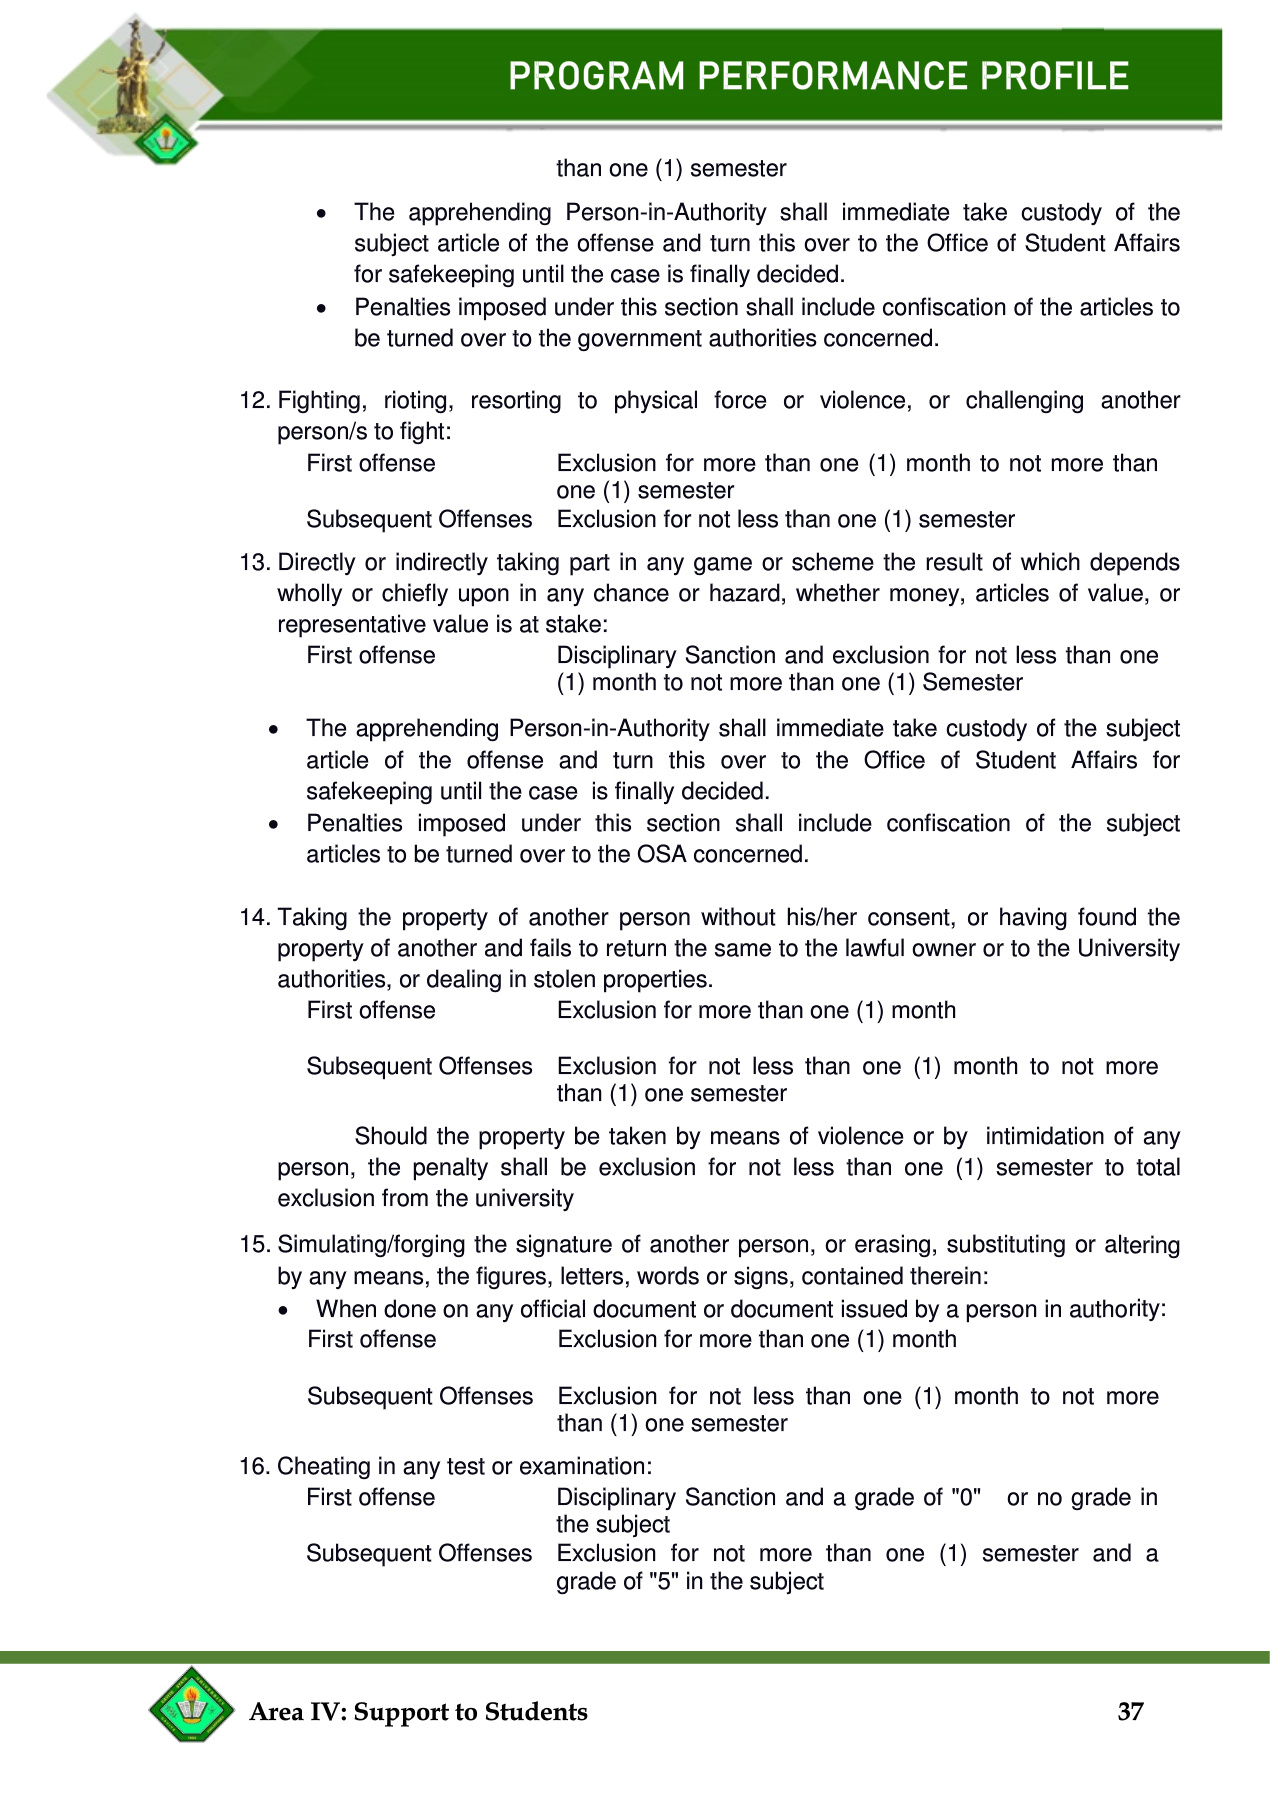 PROGRAM PERFORMANCE PROFILE
than one (1) semester
• The apprehending Person-in-Authority shall immediate take custody of the
subject article of the offense and turn this over to the Office of Student Affairs
for safekeeping until the case is finally decided.
• Penalties imposed under this section shall include confiscation of the articles to
be turned over to the government authorities concerned.
12. Fighting, rioting, resorting to physical force or violence, or challenging another
person/s to fight:
First offense Exclusion for more than one (1) month to not more than
one (1) semester
Subsequent Offenses Exclusion for not less than one (1) semester
13. Directly or indirectly taking part in any game or scheme the result of which depends
wholly or chiefly upon in any chance or hazard, whether money, articles of value, or
representative value is at stake:
First offense Disciplinary Sanction and exclusion for not less than one
(1) month to not more than one (1) Semester
• The apprehending Person-in-Authority shall immediate take custody of the subject
article of the offense and turn this over to the Office of Student Affairs for
safekeeping until the case is finally decided.
• Penalties imposed under this section shall include confiscation of the subject
articles to be turned over to the OSA concerned.
14. Taking the property of another person without his/her consent, or having found the
property of another and fails to return the same to the lawful owner or to the University
authorities, or dealing in stolen properties.
First offense Exclusion for more than one (1) month
Subsequent Offenses Exclusion for not less than one (1) month to not more
than (1) one semester
Should the property be taken by means of violence or by intimidation of any
person, the penalty shall be exclusion for not less than one (1) semester to total
exclusion from the university
15. Simulating/forging the signature of another person, or erasing, substituting or altering
by any means, the figures, letters, words or signs, contained therein:
• When done on any official document or document issued by a person in authority:
First offense Exclusion for more than one (1) month
Subsequent Offenses Exclusion for not less than one (1) month to not more
than (1) one semester
16. Cheating in any test or examination:
First offense Disciplinary Sanction and a grade of "0" or no grade in
the subject
Subsequent Offenses Exclusion for not more than one (1) semester and a
grade of "5" in the subject
Area IV: Support to Students 37